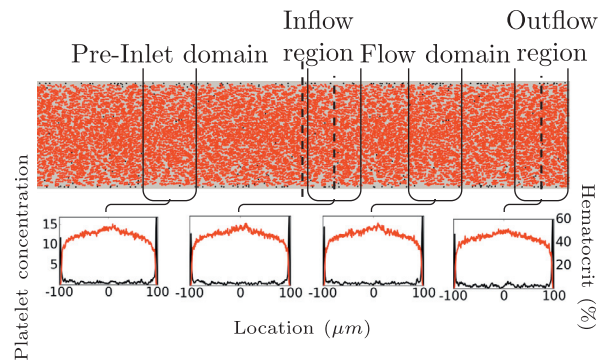 Inflow
region
Outflow
region
Pre-Inlet domain
Flow domain
Platelet concentration
15
10
5
-100 0 100
-100 0 100
-100 0 100
-100 0 100
60
40
20
0
Hematocrit (%)
Location (μm)